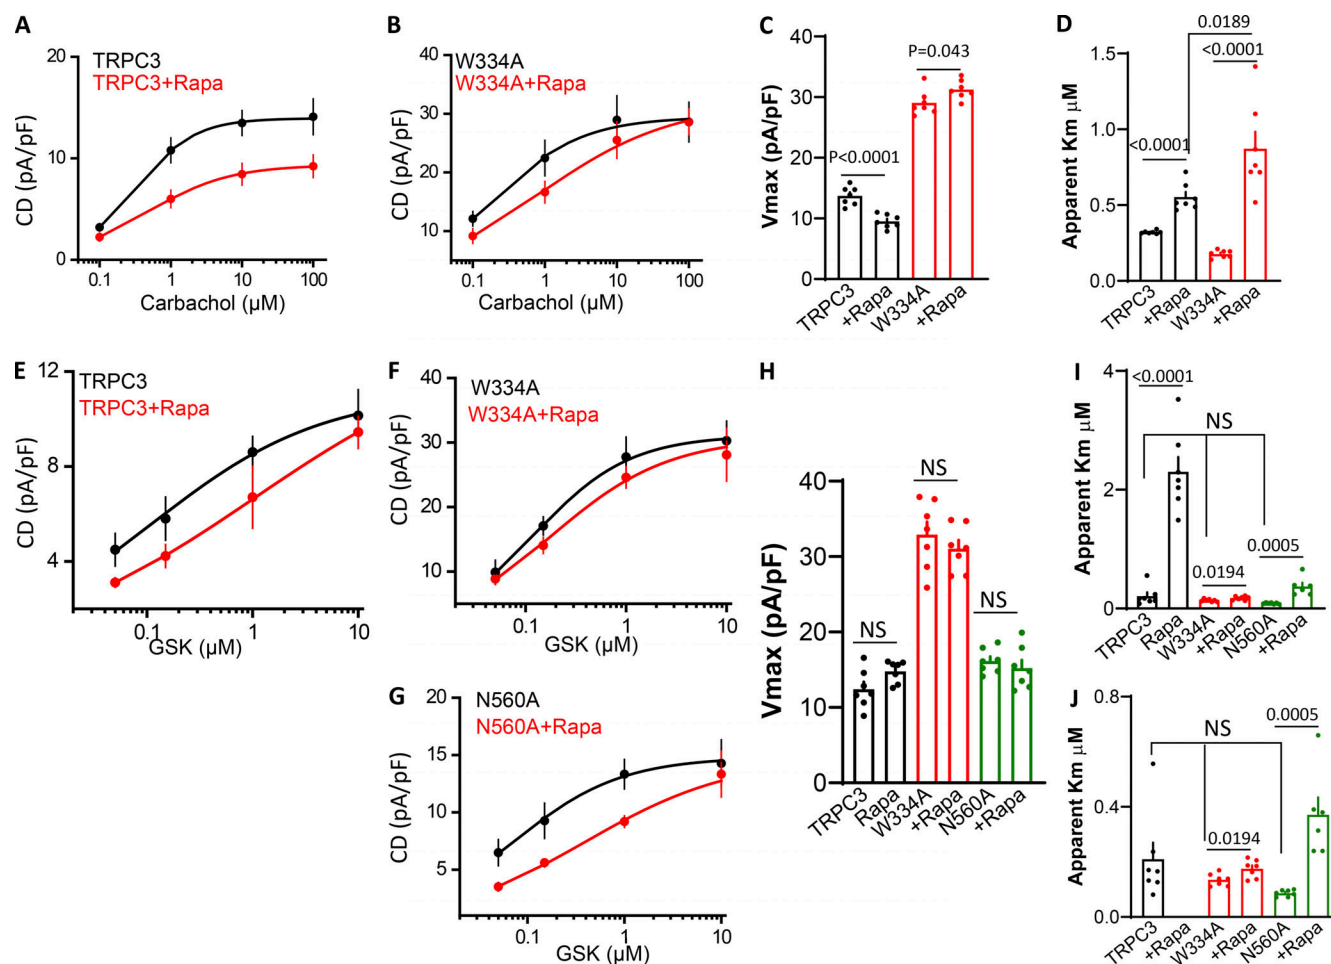 A
TRPC3
TRPC3+Rapa
20
10
0
CD (pA/pF)
0.1 1 10 100
Carbachol (µM)
B
W334A
W334A+Rapa
40
30
20
10
CD (pA/pF)
0.1 1 10 100
Carbachol (µM)
C
40
30
20
10
0
Vmax (pA/pF)
P<0.0001
P=0.043
TRPC3 +Rapa W334A +Rapa
D
0.0189
<0.0001
<0.0001
1.5
1.0
0.5
0.0
Apparent Km µM
TRPC3 +Rapa W334A +Rapa
E
TRPC3
TRPC3+Rapa
12
8
4
CD (pA/pF)
0.1 1 10
GSK (µM)
F
W334A
W334A+Rapa
40
30
20
10
CD (pA/pF)
0.1 1 10
GSK (µM)
G
N560A
N560A+Rapa
15
10
5
CD (pA/pF)
0.1 1 10
GSK (µM)
H
40
30
20
10
0
Vmax (pA/pF)
NS
NS
NS
TRPC3 Rapa W334A +Rapa N560A +Rapa
I
<0.0001
NS
0.0194
0.0005
4
2
0
Apparent Km µM
TRPC3 Rapa W334A +Rapa N560A +Rapa
J
NS
0.0005
0.0194
0.8
0.4
0.0
Apparent Km µM
TRPC3 +Rapa W334A +Rapa N560A +Rapa